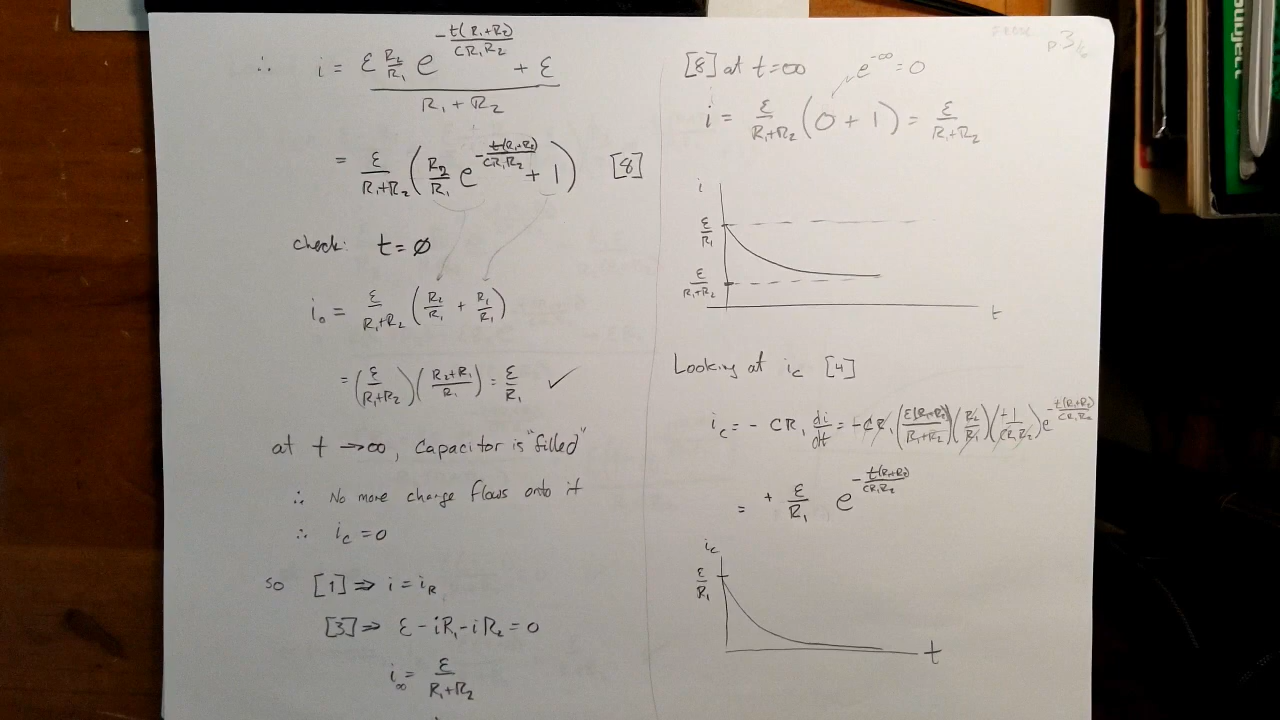 ∴ i = ε R₂/R₁ e^(-t(R₁+R₂)/CR₁R₂) + ε
R₁ + R₂
= ε/(R₁+R₂) (R₂/R₁ e^(-t(R₁+R₂)/CR₁R₂) + 1) [8]
check: t = ∅
i₀ = ε/(R₁+R₂) (R₂/R₁ + R₁/R₁)
= (ε/(R₁+R₂)) ((R₂+R₁)/R₁) = ε/R₁ ✓
at t → ∞, capacitor is "filled"
∴ No more charge flows onto it
∴ i_c = 0
so [1] ⇒ i = i_R
[3] ⇒ ε - iR₁ - iR₂ = 0
i_∞ = ε/(R₁+R₂)
p 3/6
[8] at t = ∞ e^(-∞) = 0
i = ε/(R₁+R₂) (0 + 1) = ε/(R₁+R₂)
i
ε/R₁
ε/(R₁+R₂)
t
Looking at i_c [4]
i_c = - CR₁ di/dt = -CR₁ (ε(R₁+R₂)/(R₁+R₂)) (R₂/R₁) (-1/CR₁R₂) e^(-t(R₁+R₂)/CR₁R₂)
= + ε/R₁ e^(-t(R₁+R₂)/CR₁R₂)
i_c
ε/R₁
t